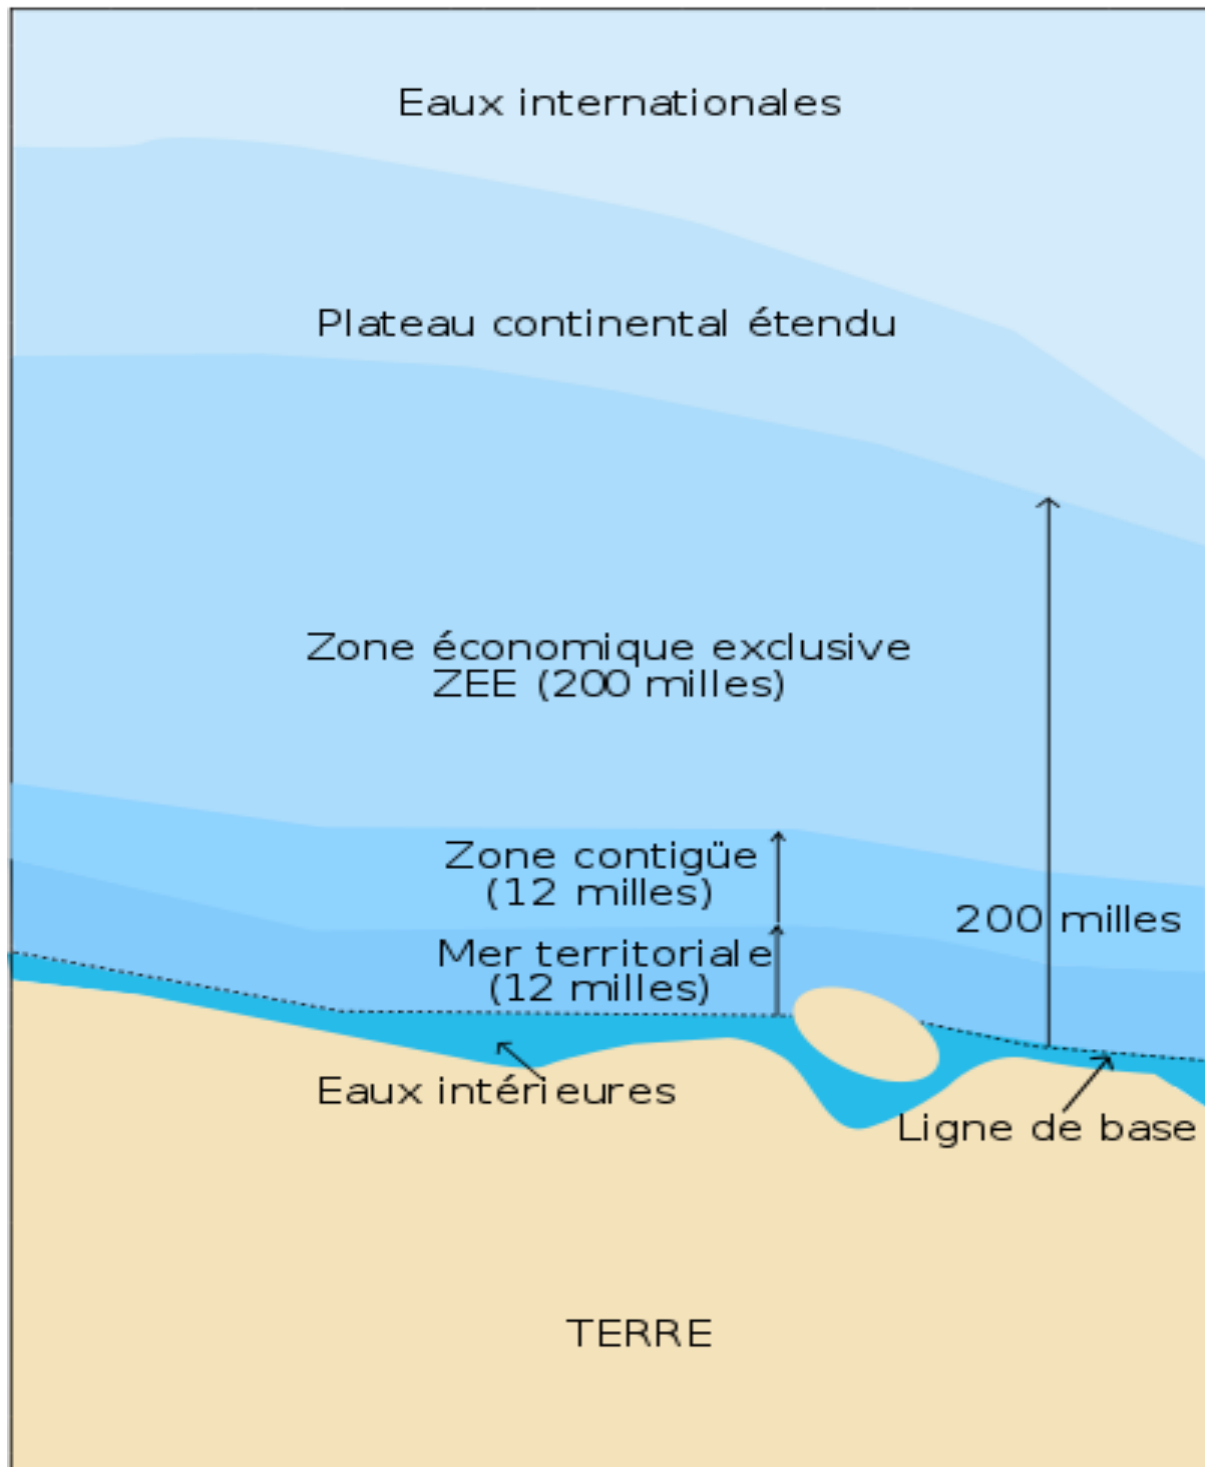 Eaux internationales
Plateau continental étendu
Zone économique exclusive
ZEE (200 milles)
Zone contigüe
(12 milles)
200 milles
Mer territoriale
(12 milles)
Eaux intérieures
Ligne de base
TERRE